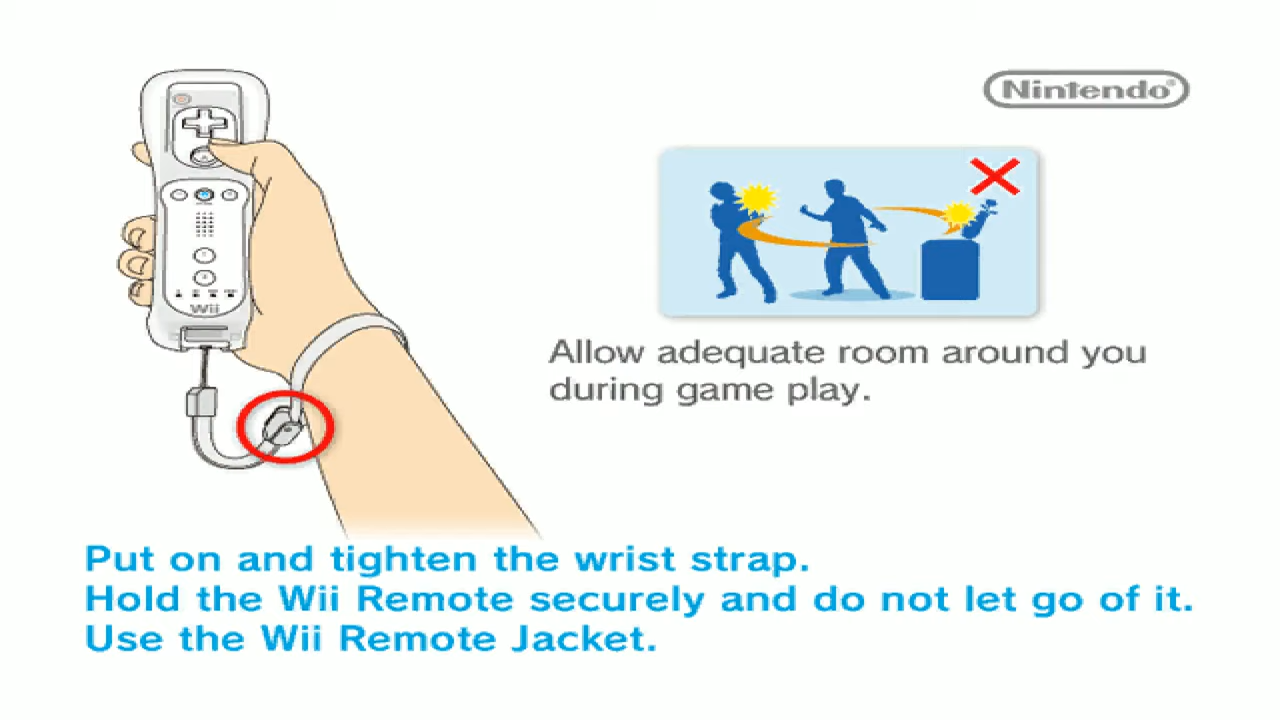 Nintendo®
Allow adequate room around you
during game play.
Wii
Put on and tighten the wrist strap.
Hold the Wii Remote securely and do not let go of it.
Use the Wii Remote Jacket.